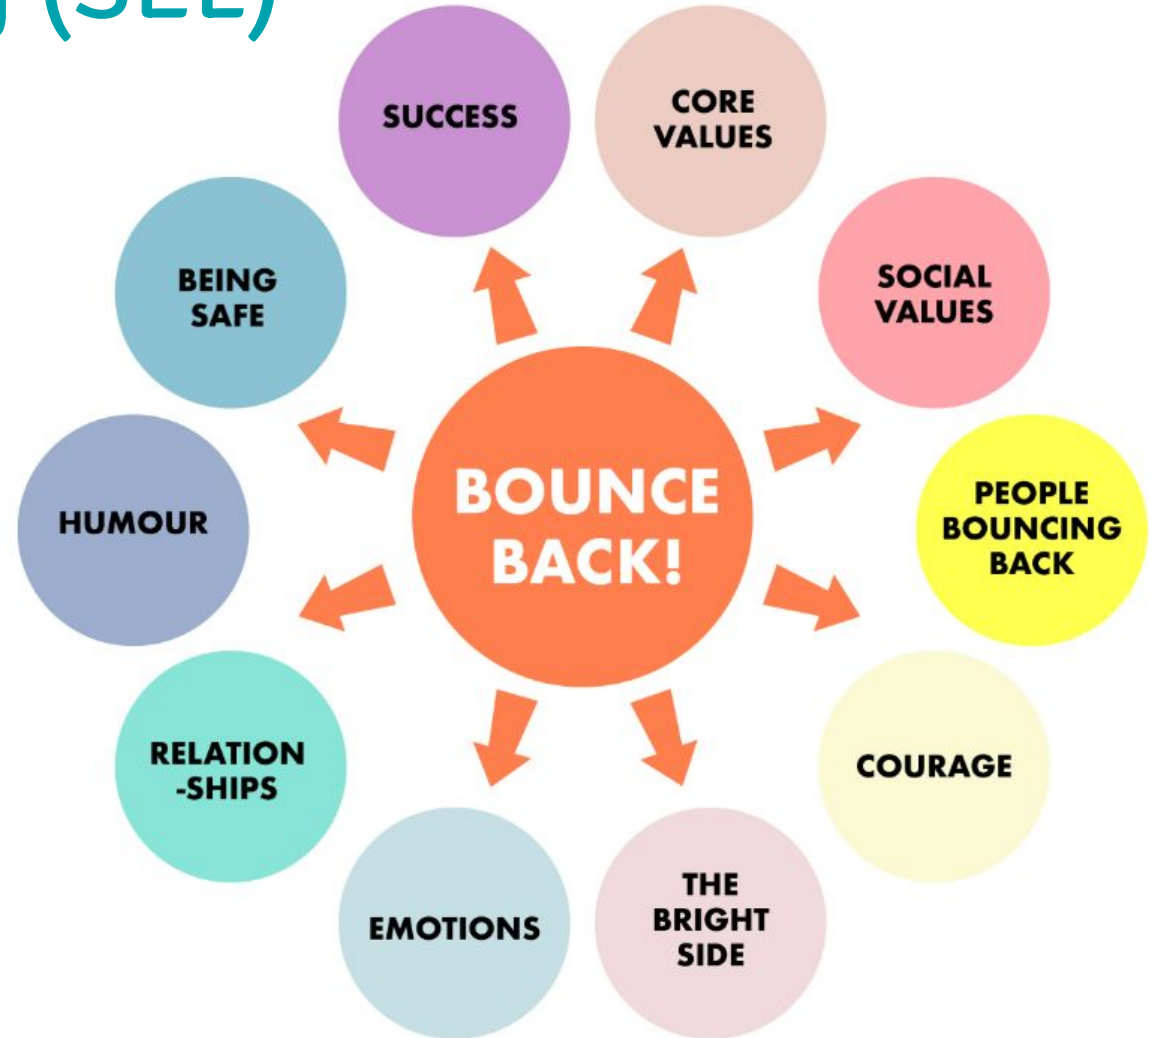 (SEL)
SUCCESS
CORE
VALUES
BEING
SAFE
SOCIAL
VALUES
HUMOUR
BOUNCE
BACK!
PEOPLE
BOUNCING
BACK
RELATION
-SHIPS
COURAGE
EMOTIONS
THE
BRIGHT
SIDE